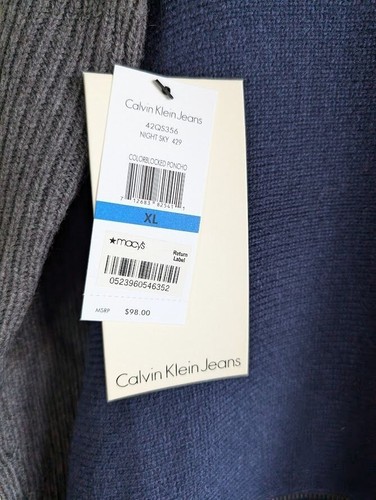 Calvin Klein Jeans
42QS356
NIGHT SKY 429
COLORBLOCKED PONCHO
XL
★macy's
Return
Label
0523960546352
MSRP $98.00
Calvin Klein Jeans